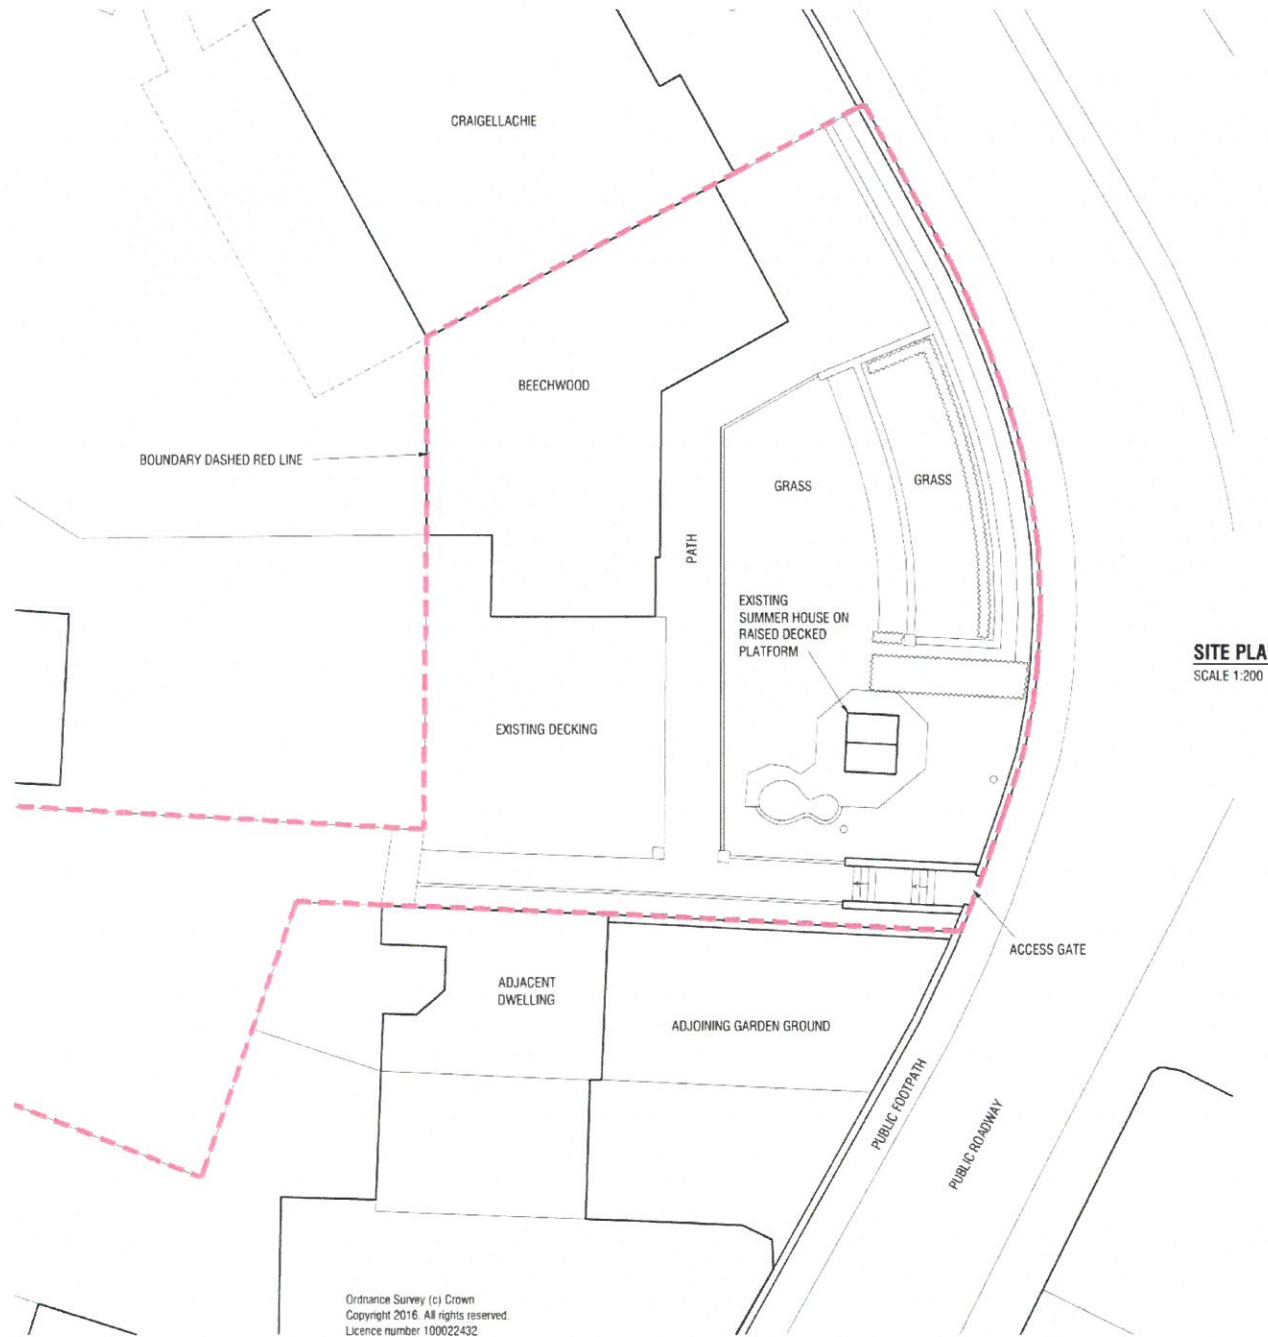 CRAIGELLACHIE
BEECHWOOD
BOUNDARY DASHED RED LINE
GRASS
GRASS
PATH
EXISTING
SUMMER HOUSE ON
RAISED DECKED
PLATFORM
SITE PLA
SCALE 1:200
EXISTING DECKING
ACCESS GATE
ADJACENT
DWELLING
ADJOINING GARDEN GROUND
PUBLIC FOOTPATH
PUBLIC ROADWAY
Ordnance Survey (c) Crown
Copyright 2016. All rights reserved.
Licence number 100022432